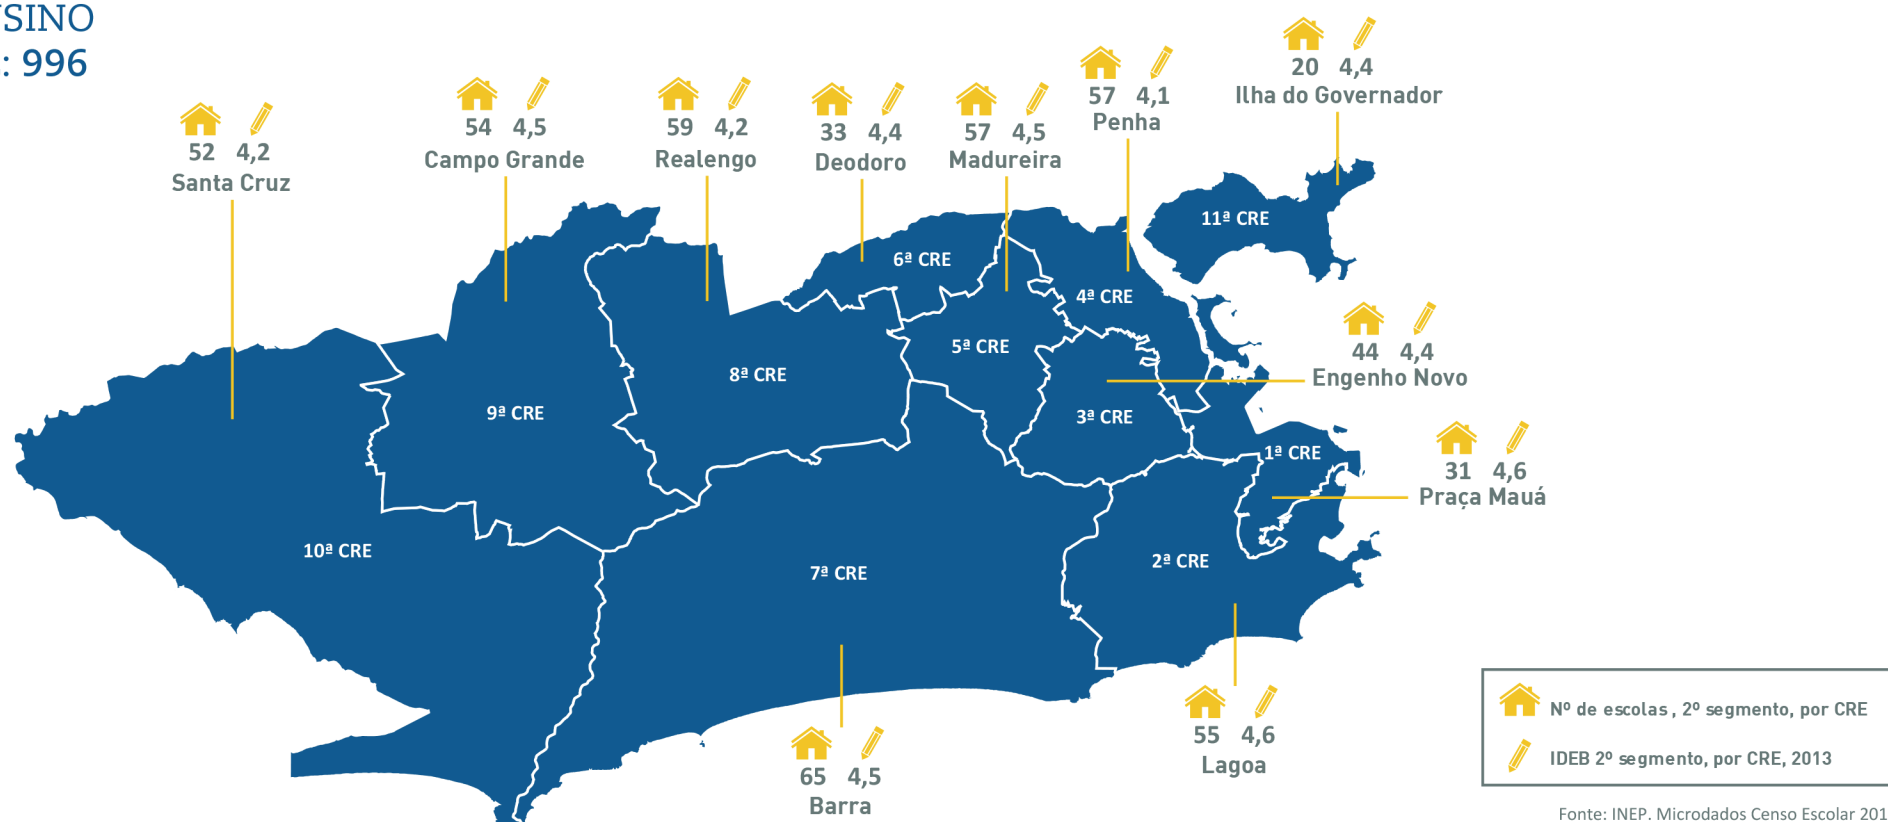 : 996
20 4,4
Ilha do Governador
57 4,1
Penha
54 4,5
Campo Grande
59 4,2
Realengo
33 4,4
Deodoro
57 4,5
Madureira
52 4,2
Santa Cruz
11ª CRE
6ª CRE
4ª CRE
5ª CRE
44 4,4
Engenho Novo
8ª CRE
9ª CRE
3ª CRE
1ª CRE
31 4,6
Praça Mauá
10ª CRE
7ª CRE
2ª CRE
55 4,6
Lagoa
65 4,5
Barra
Nº de escolas , 2º segmento, por CRE
IDEB 2º segmento, por CRE, 2013
Fonte: INEP. Microdados Censo Escolar 201